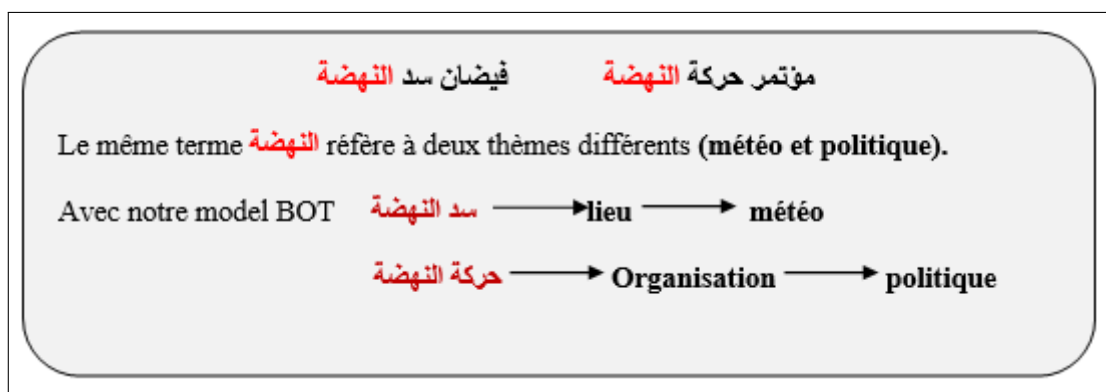 مؤتمر حركة النهضة فيضان سد النهضة
Le même terme النهضة réfère à deux thèmes différents (météo et politique).
Avec notre model BOT سد النهضة lieu météo
حركة النهضة Organisation politique